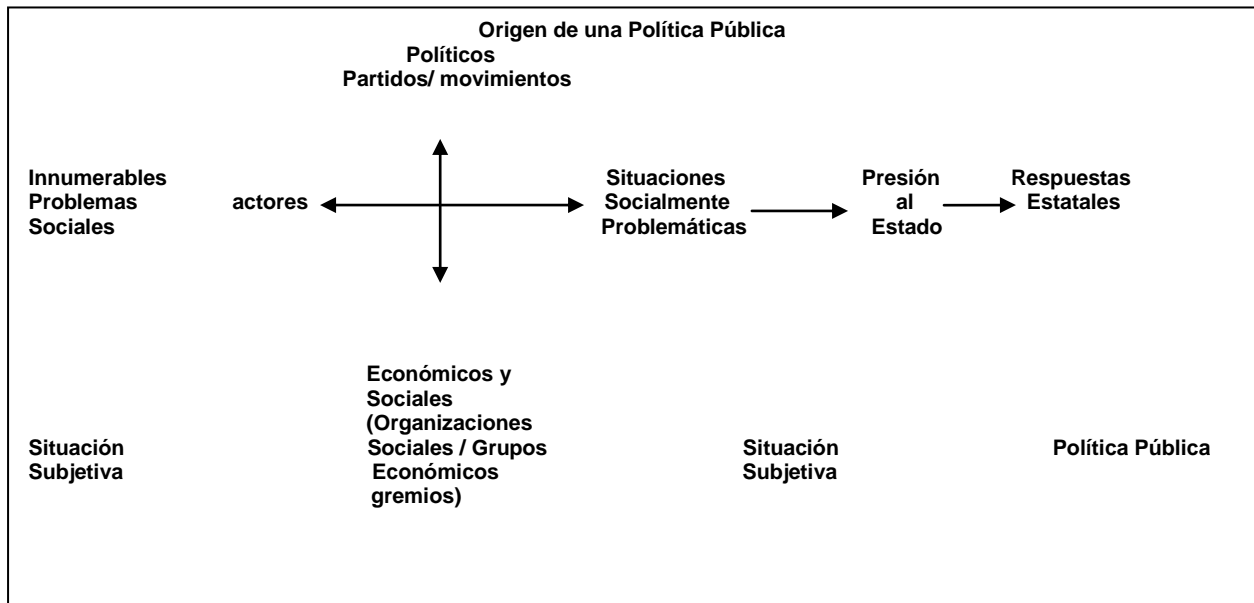 Origen de una Política Pública
Políticos
Partidos/ movimientos
Innumerables
Problemas
Sociales
actores
Situaciones
Socialmente
Problemáticas
Presión
al
Estado
Respuestas
Estatales
Económicos y
Sociales
(Organizaciones
Sociales / Grupos
Económicos
gremios)
Situación
Subjetiva
Situación
Subjetiva
Política Pública